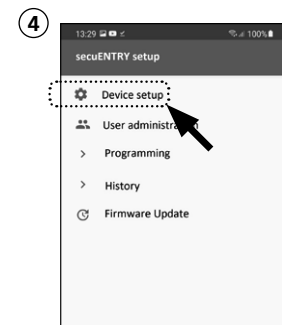 4
13:29 100%
secuENTRY setup
Device setup
User administration
Programming
History
Firmware Update